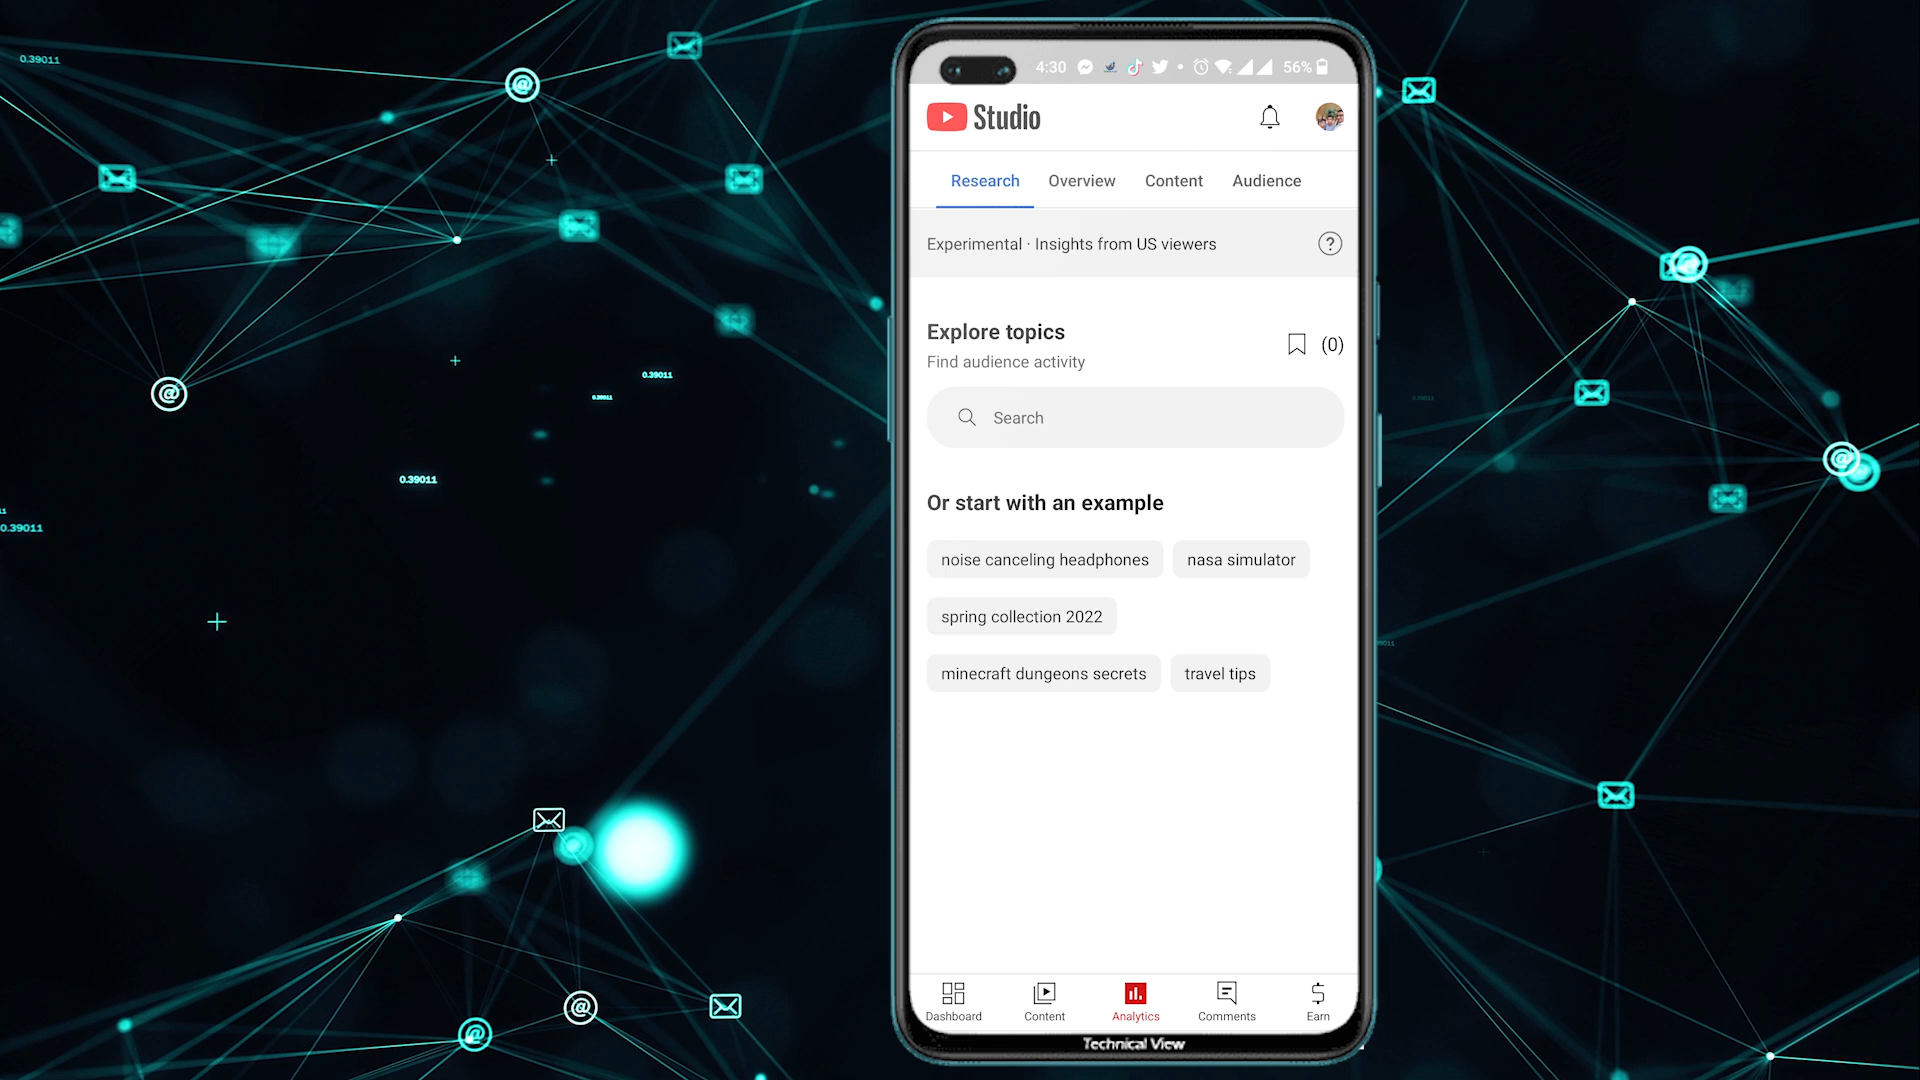 0.39011
4:30
56%
Studio
Research Overview Content Audience
Experimental · Insights from US viewers
?
Explore topics
(0)
Find audience activity
0.39011
0.39011
Search
0.39011
Or start with an example
0.39011
noise canceling headphones nasa simulator
spring collection 2022
minecraft dungeons secrets travel tips
Dashboard Content Analytics Comments Earn
Technical View